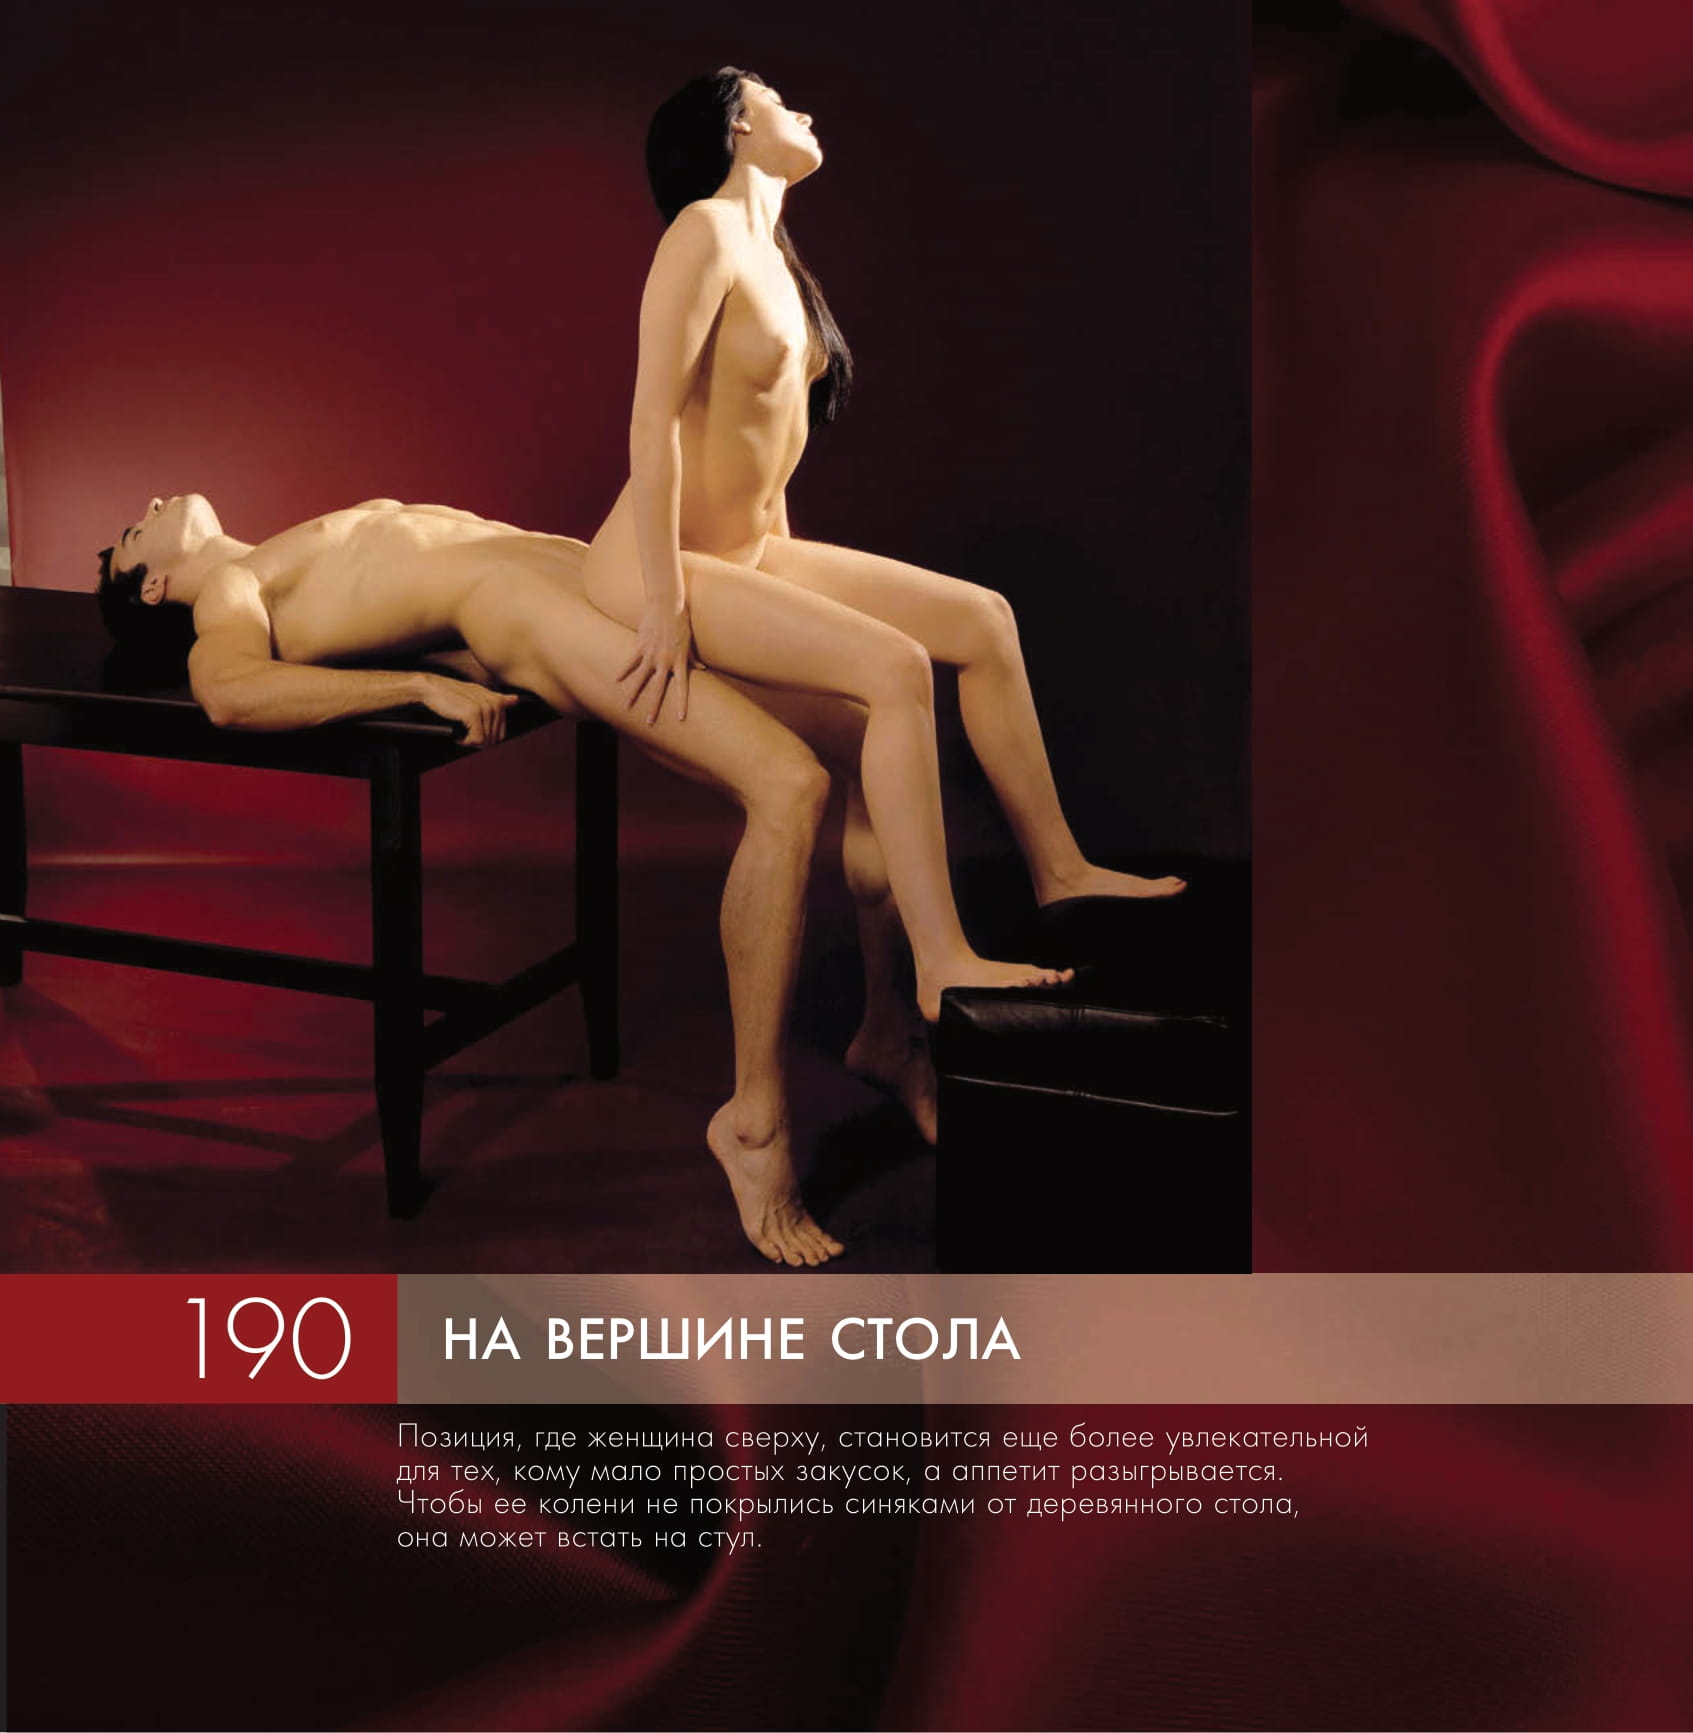 190
НА ВЕРШИНЕ СТОЛА
Позиция, где женщина сверху, становится еще более увлекательной
для тех, кому мало простых закусок, а аппетит разыгрывается.
Чтобы ее колени не покрылись синяками от деревянного стола,
она может встать на стул.